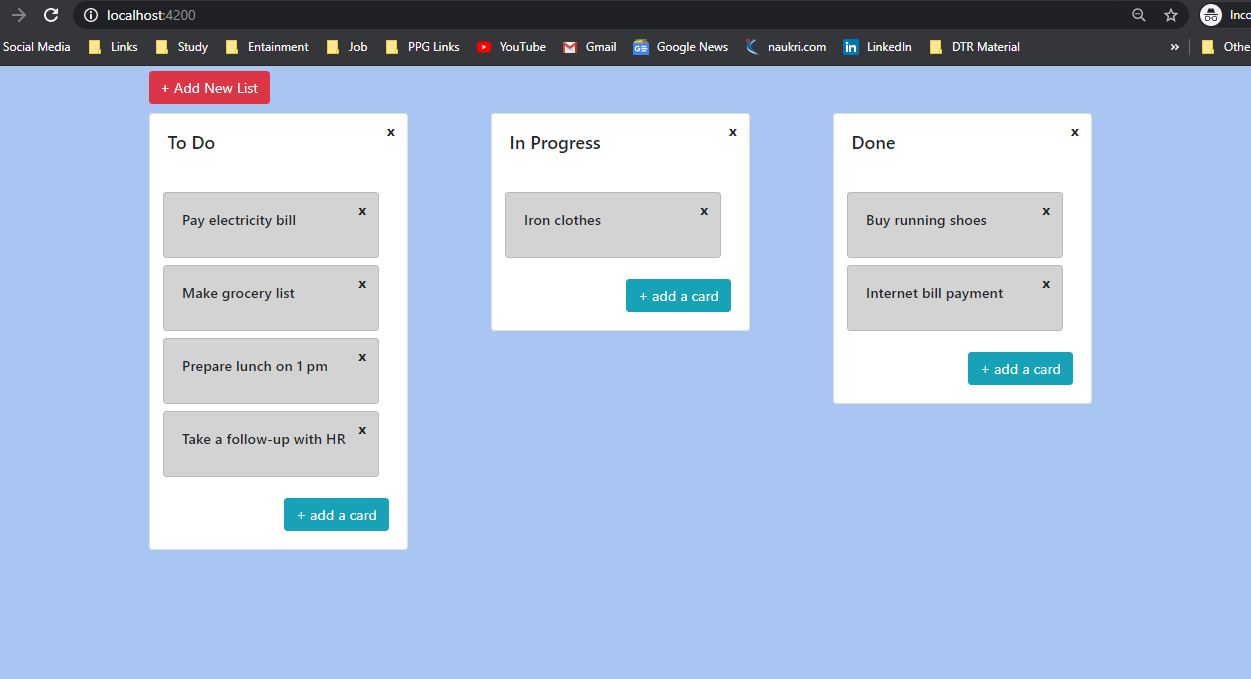 localhost:4200
Inco
Social Media Links Study Entainment Job PPG Links YouTube Gmail GE Google News naukri.com in LinkedIn DTR Material » Othe
+ Add New List
To Do x
Pay electricity bill x
Make grocery list x
Prepare lunch on 1 pm x
Take a follow-up with HR x
+ add a card
In Progress x
Iron clothes x
+ add a card
Done x
Buy running shoes x
Internet bill payment x
+ add a card